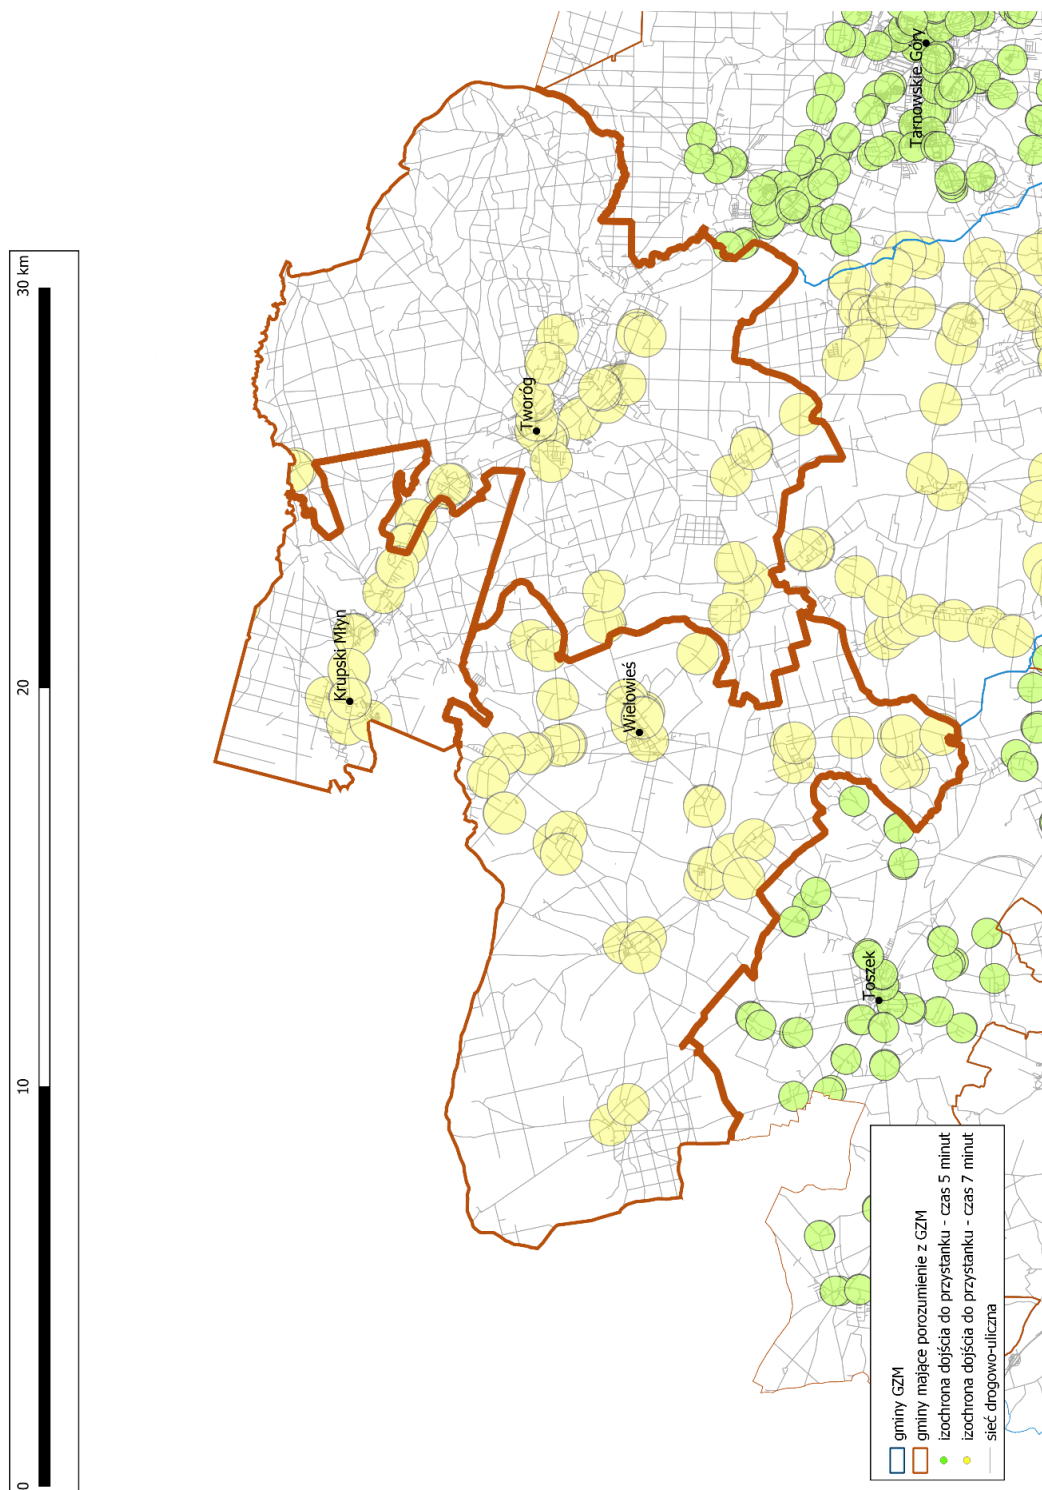 0 10 20 30 km
Tarnowskie Góry
Tworóg
Krupski Młyn
Wielowieś
Toszek
gminy GZM
gminy mające porozumienie z GZM
izochrona dojścia do przystanku - czas 5 minut
izochrona dojścia do przystanku - czas 7 minut
sieć drogowo-uliczna